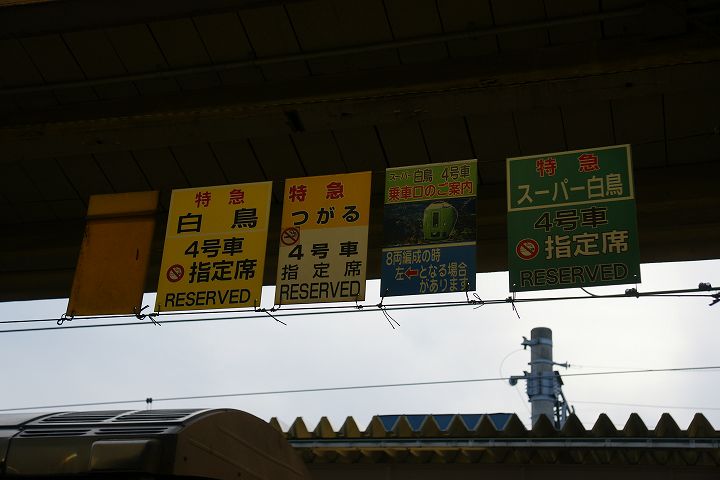 特急
白鳥
4号車
指定席
RESERVED
特急
つがる
4号車
指定席
RESERVED
スーパー白鳥 4号車
乗車口のご案内
8両編成の時
左←となる場合
があります
特急
スーパー白鳥
4号車
指定席
RESERVED